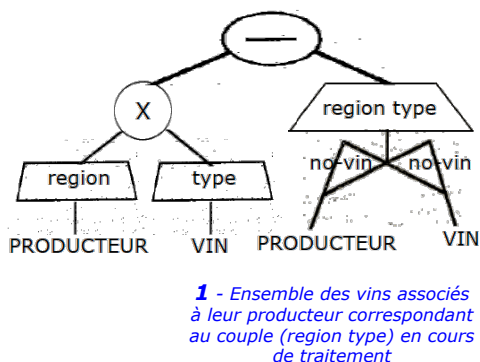 X
region type
no-vin no-vin
region type
PRODUCTEUR VIN PRODUCTEUR VIN
1 - Ensemble des vins associés
à leur producteur correspondant
au couple (region type) en cours
de traitement